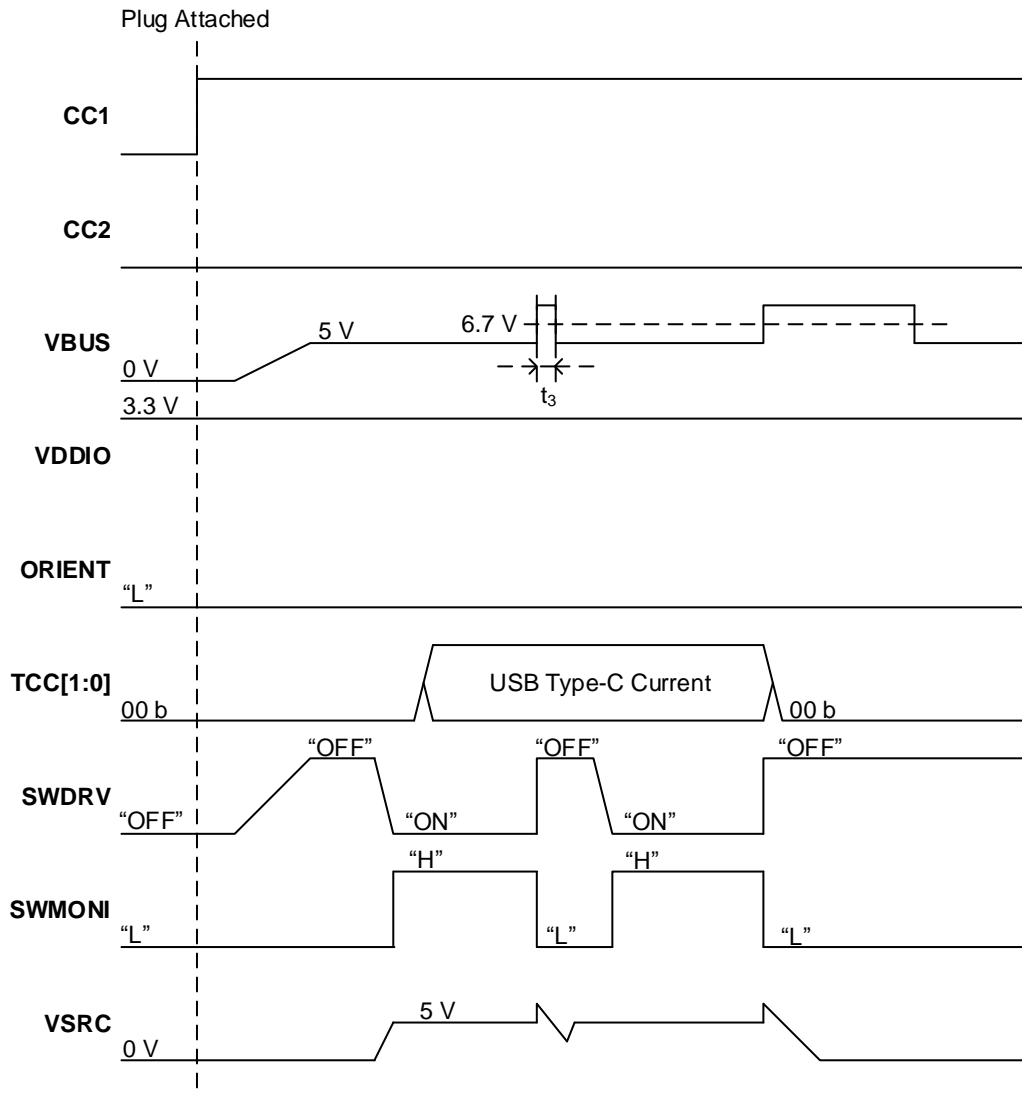 Plug Attached
CC1
CC2
VBUS
0 V
5 V
6.7 V
t3
3.3 V
VDDIO
ORIENT
“L”
TCC[1:0]
00 b
USB Type-C Current
00 b
SWDRV
“OFF”
“OFF”
“ON”
“OFF”
“ON”
“OFF”
SWMONI
“L”
“H”
“L”
“H”
“L”
VSRC
0 V
5 V